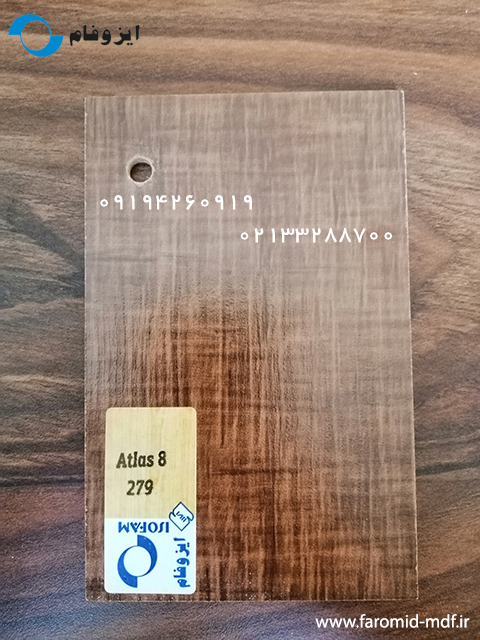 ایزوفام
۰۹۱۹۴۲۶۰۹۱۹
۰۲۱۳۳۲۸۸۷۰۰
Atlas 8
279
ISOFAM
ایزوفام
www.faromid-mdf.ir